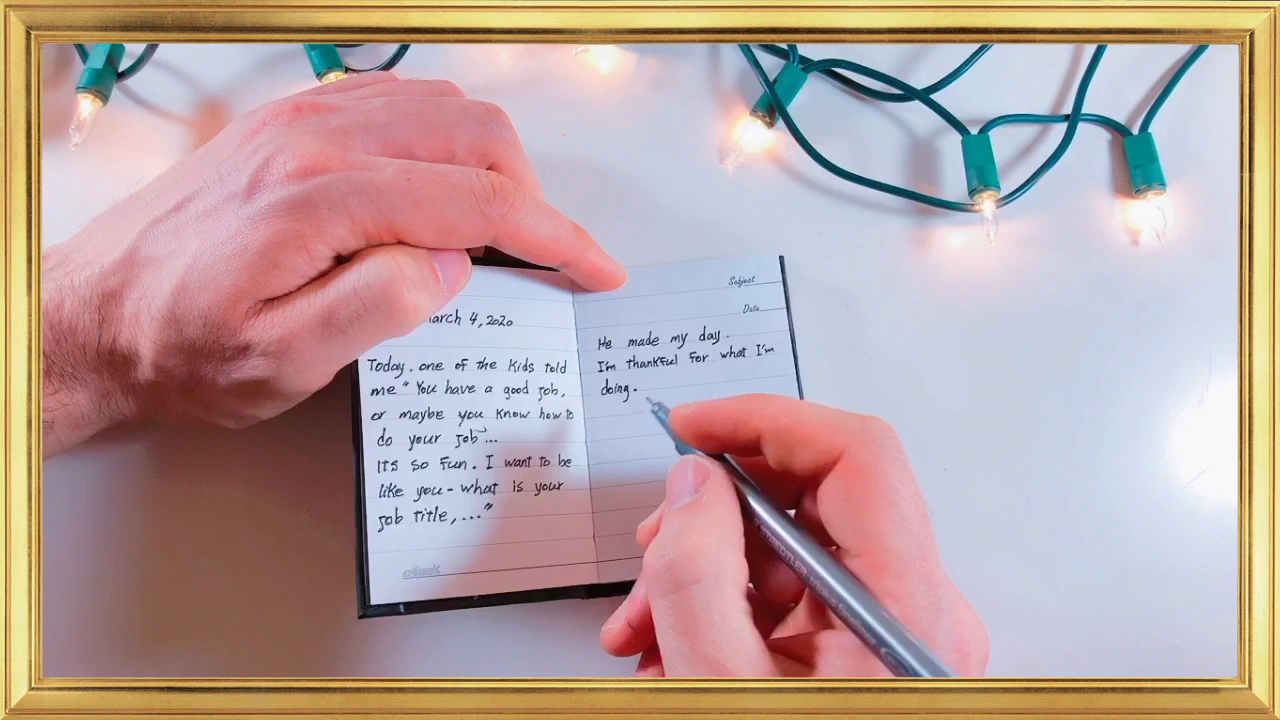 arch 4, 2020
Today, one of the kids told
me "You have a good job,
or maybe you know how to
do your job"...
Its so fun. I want to be
like you - what is your
job title,..."
Subject
Date
He made my day.
I'm thankful for what I'm
doing.
STAEDTLER